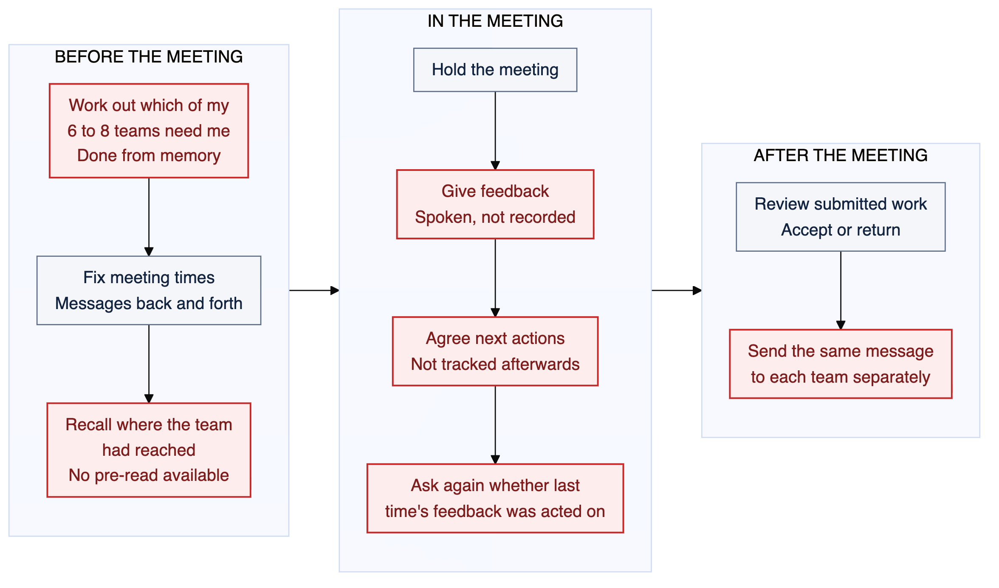 BEFORE THE MEETING
Work out which of my
6 to 8 teams need me
Done from memory
Fix meeting times
Messages back and forth
Recall where the team
had reached
No pre-read available
IN THE MEETING
Hold the meeting
Give feedback
Spoken, not recorded
Agree next actions
Not tracked afterwards
Ask again whether last
time's feedback was acted on
AFTER THE MEETING
Review submitted work
Accept or return
Send the same message
to each team separately